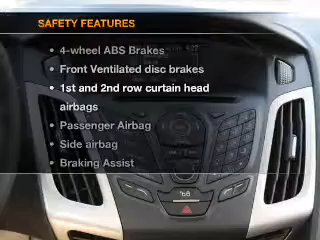 SAFETY FEATURES
• 4-wheel ABS Brakes
• Front Ventilated disc brakes
• 1st and 2nd row curtain head
airbags
• Passenger Airbag
• Side airbag
• Braking Assist